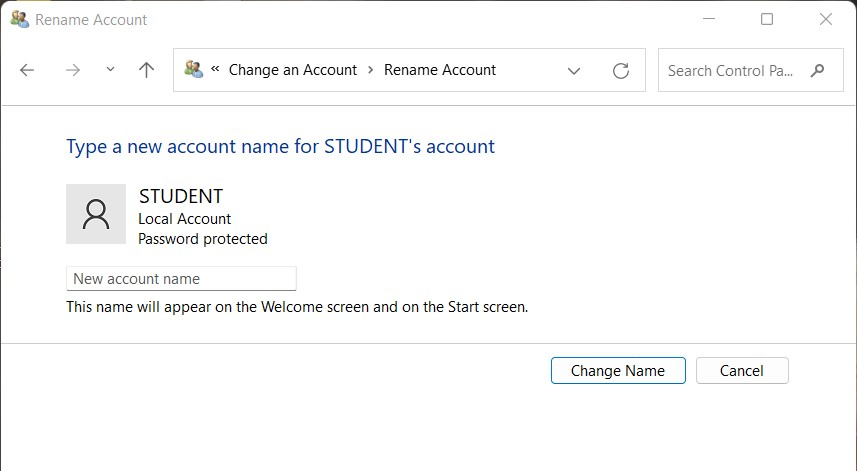 Rename Account
« Change an Account > Rename Account
Search Control Pa...
Type a new account name for STUDENT's account
STUDENT
Local Account
Password protected
New account name
This name will appear on the Welcome screen and on the Start screen.
Change Name
Cancel